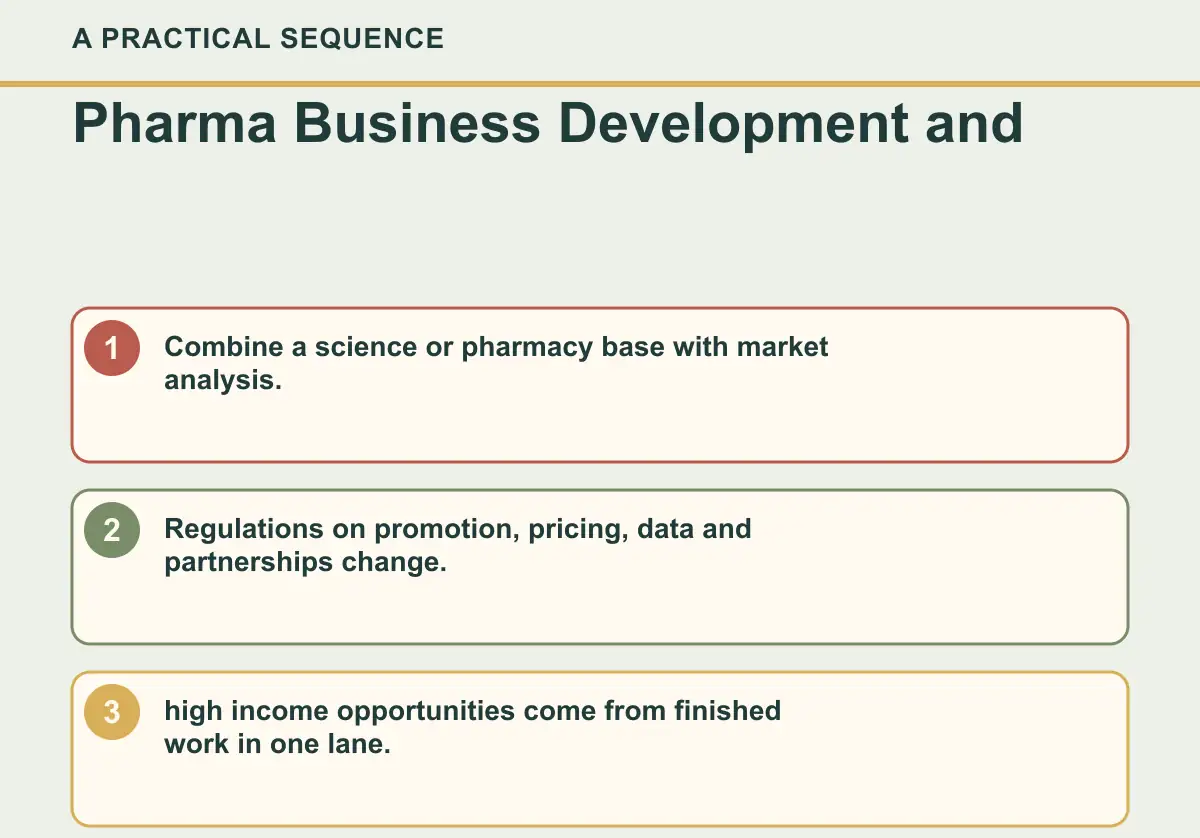 A PRACTICAL SEQUENCE
Pharma Business Development and
1
Combine a science or pharmacy base with market
analysis.
2
Regulations on promotion, pricing, data and
partnerships change.
3
high income opportunities come from finished
work in one lane.